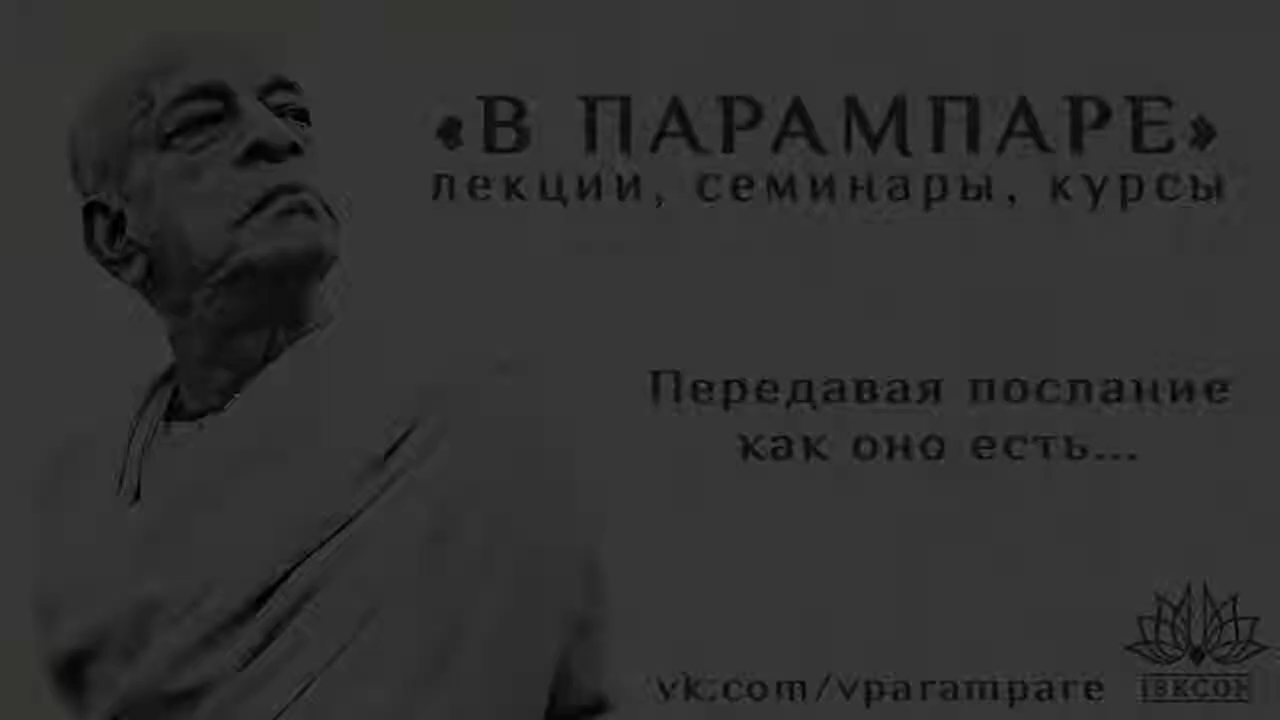 «В ПАРАМПАРЕ»
лекции, семинары, курсы
Передавая послание
как оно есть...
vk.com/vparampare
ISKCON